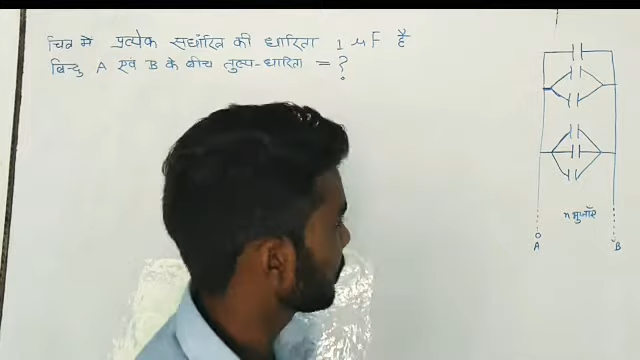 चित्र में प्रत्येक संधारित्र की धारिता 1 μF है
बिन्दु A एवं B के बीच तुल्य-धारिता = ?
n भुजाएँ
A
B